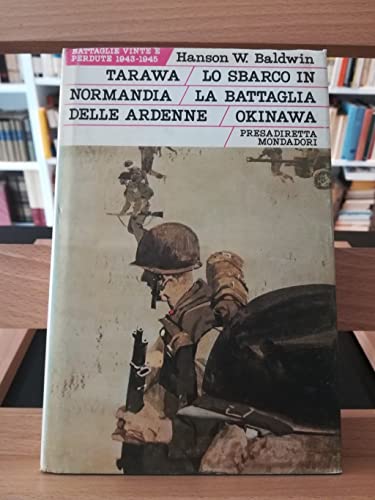 BATTAGLIE VINTE E
PERDUTE 1943-1945
Hanson W. Baldwin
TARAWA / LO SBARCO IN
NORMANDIA / LA BATTAGLIA
DELLE ARDENNE / OKINAWA
PRESADIRETTA
MONDADORI